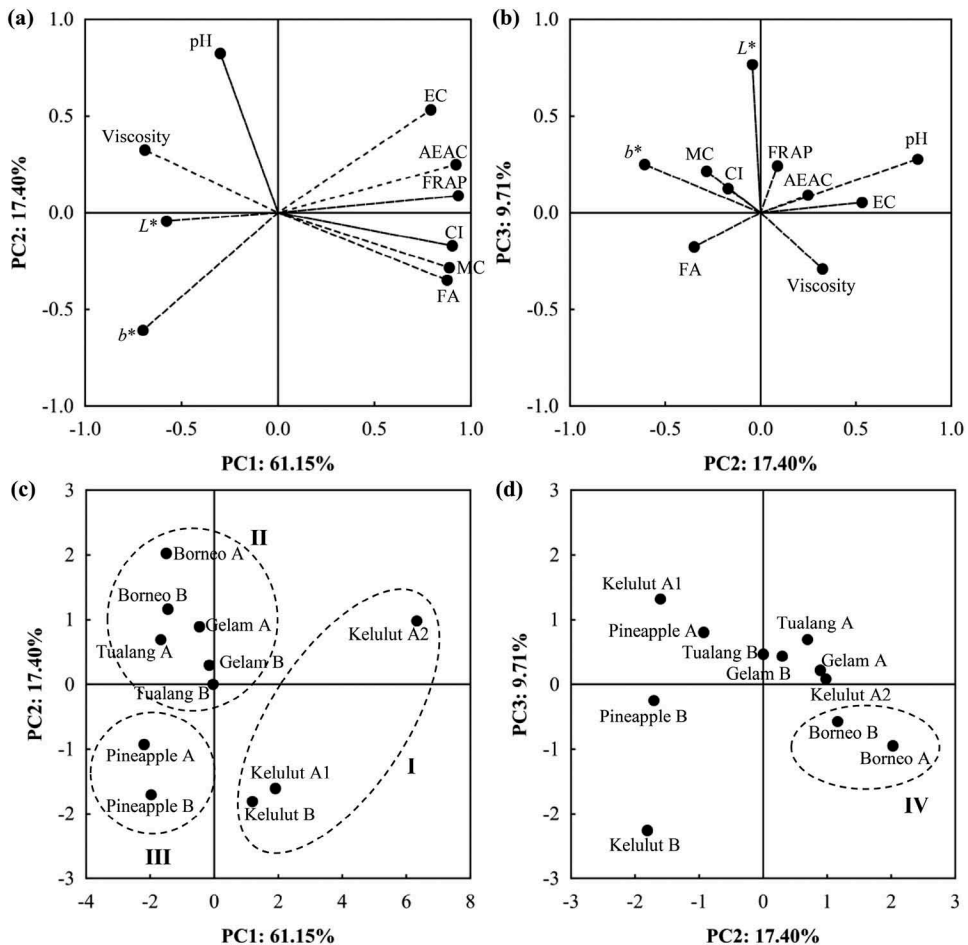 (a)
1.0
0.5
0.0
-0.5
-1.0
PC2: 17.40%
pH
EC
Viscosity
AEAC
FRAP
L*
CI
MC
FA
b*
-1.0 -0.5 0.0 0.5 1.0
PC1: 61.15%
(b)
1.0
0.5
0.0
-0.5
-1.0
PC3: 9.71%
L*
pH
b*
MC
FRAP
CI
AEAC
EC
FA
Viscosity
-1.0 -0.5 0.0 0.5 1.0
PC2: 17.40%
(c)
3
2
1
0
-1
-2
-3
PC2: 17.40%
II
Borneo A
Borneo B
Gelam A
Kelulut A2
Tualang A
Gelam B
Tualang B
Pineapple A
Kelulut A1
I
Pineapple B
Kelulut B
III
-4 -2 0 2 4 6 8
PC1: 61.15%
(d)
3
2
1
0
-1
-2
-3
PC3: 9.71%
Kelulut A1
Pineapple A
Tualang A
Tualang B
Gelam A
Gelam B
Kelulut A2
Pineapple B
Borneo B
Borneo A
IV
Kelulut B
-3 -2 -1 0 1 2 3
PC2: 17.40%